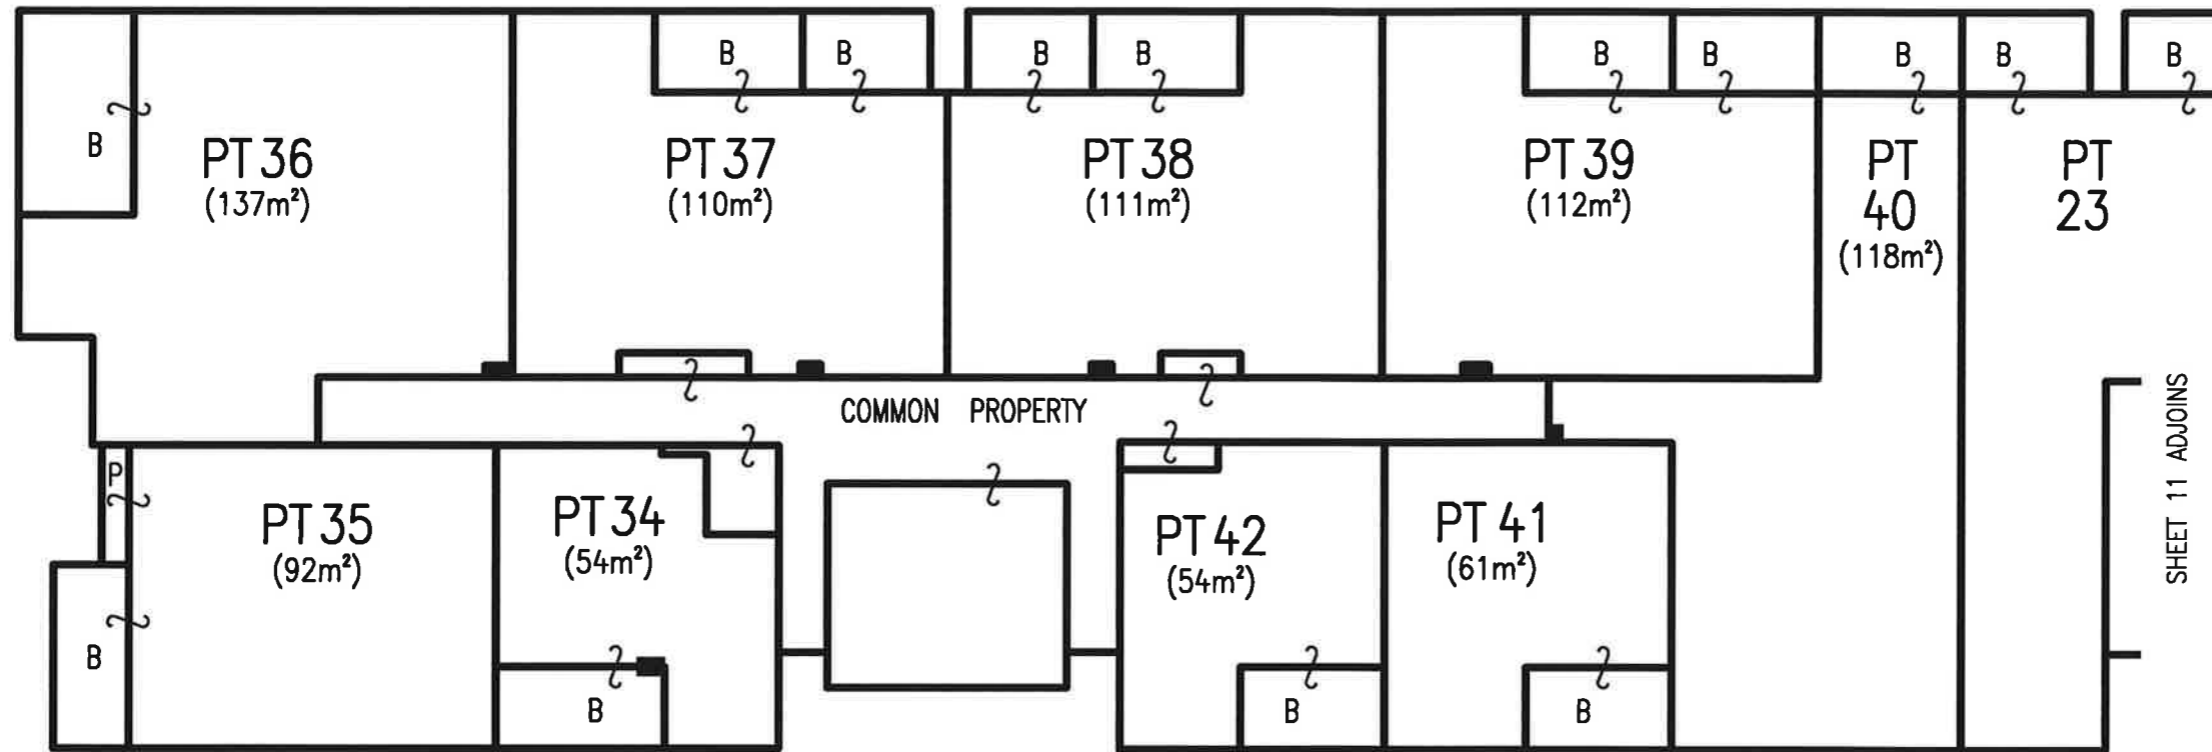 B
B
B
B
B
B
B
B
B
B
PT 36
(137m²)
PT 37
(110m²)
PT 38
(111m²)
PT 39
(112m²)
PT
40
(118m²)
PT
23
COMMON PROPERTY
SHEET 11 ADJOINS
P
PT 35
(92m²)
PT 34
(54m²)
PT 42
(54m²)
PT 41
(61m²)
B
B
B
B